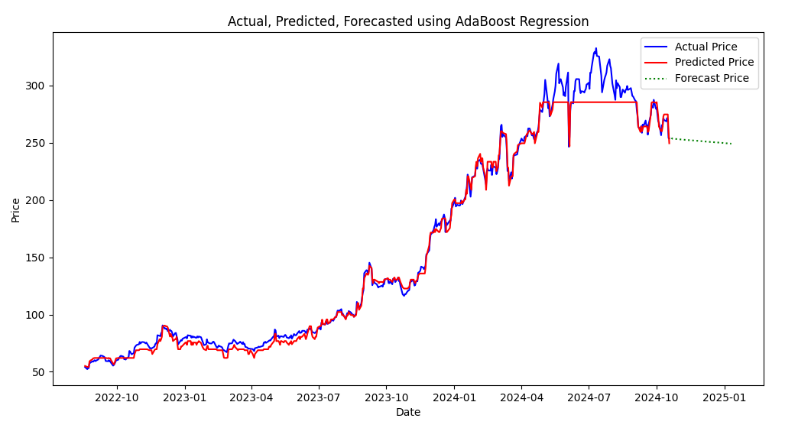 Actual, Predicted, Forecasted using AdaBoost Regression
Actual Price
Predicted Price
Forecast Price
Price
300
250
200
150
100
50
2022-10 2023-01 2023-04 2023-07 2023-10 2024-01 2024-04 2024-07 2024-10 2025-01
Date